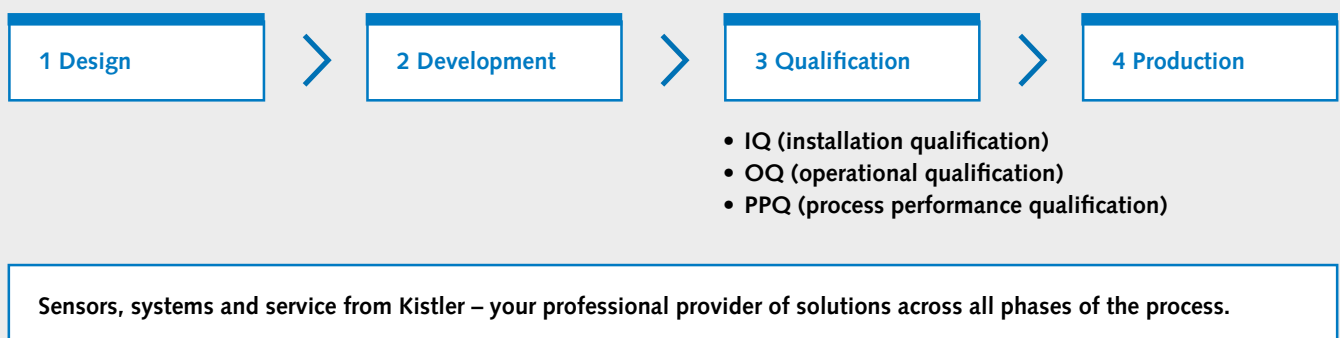 1 Design
2 Development
3 Qualification
4 Production
• IQ (installation qualification)
• OQ (operational qualification)
• PPQ (process performance qualification)
Sensors, systems and service from Kistler – your professional provider of solutions across all phases of the process.